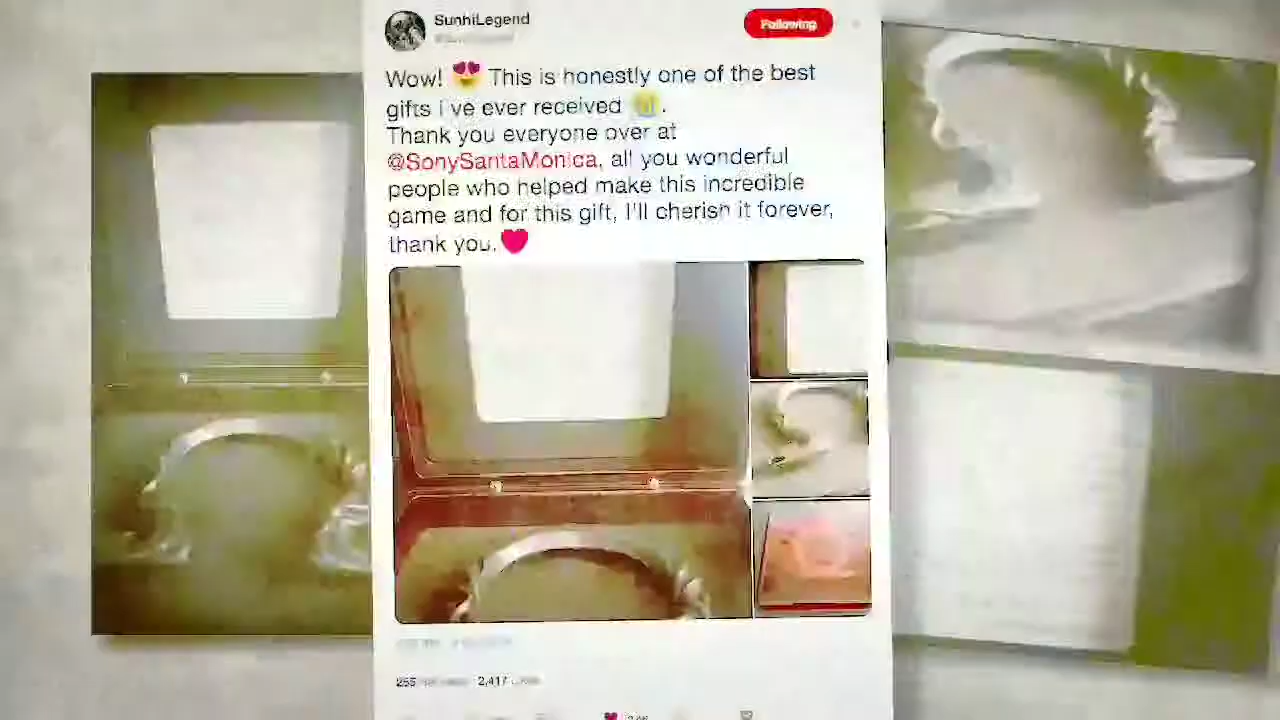 SunhiLegend
Following
Wow! 😍 This is honestly one of the best
gifts i've ever received 😭.
Thank you everyone over at
@SonySantaMonica, all you wonderful
people who helped make this incredible
game and for this gift, I'll cherish it forever,
thank you.❤
255 2,417